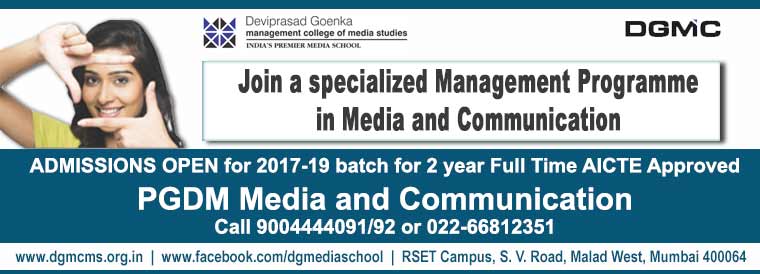 Deviprasad Goenka
management college of media studies
INDIA'S PREMIER MEDIA SCHOOL
DGMC
Join a specialized Management Programme
in Media and Communication
ADMISSIONS OPEN for 2017-19 batch for 2 year Full Time AICTE Approved
PGDM Media and Communication
Call 9004444091/92 or 022-66812351
www.dgmcms.org.in | www.facebook.com/dgmediaschool | RSET Campus, S. V. Road, Malad West, Mumbai 400064